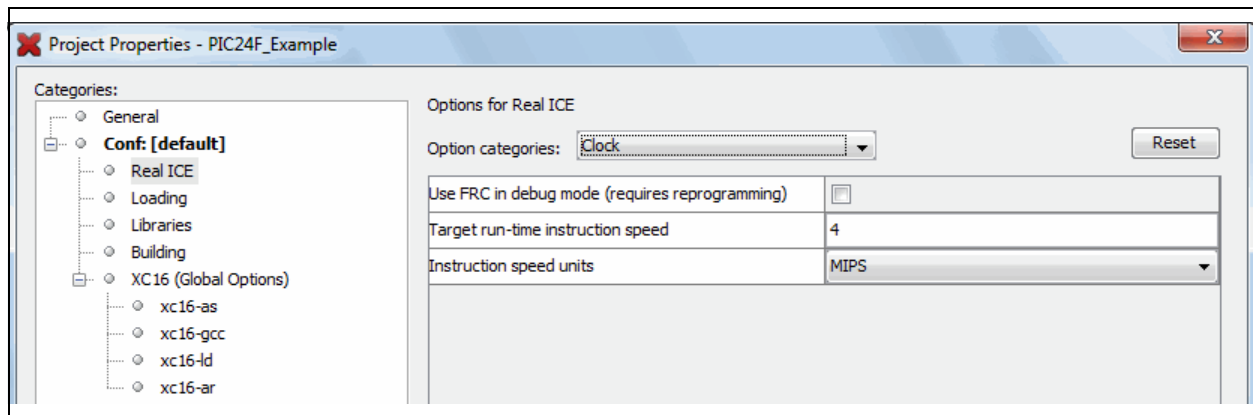 Project Properties - PIC24F_Example
Categories:
General
Conf: [default]
Real ICE
Loading
Libraries
Building
XC16 (Global Options)
xc16-as
xc16-gcc
xc16-ld
xc16-ar
Options for Real ICE
Option categories: Clock
Reset
Use FRC in debug mode (requires reprogramming)
Target run-time instruction speed 4
Instruction speed units MIPS